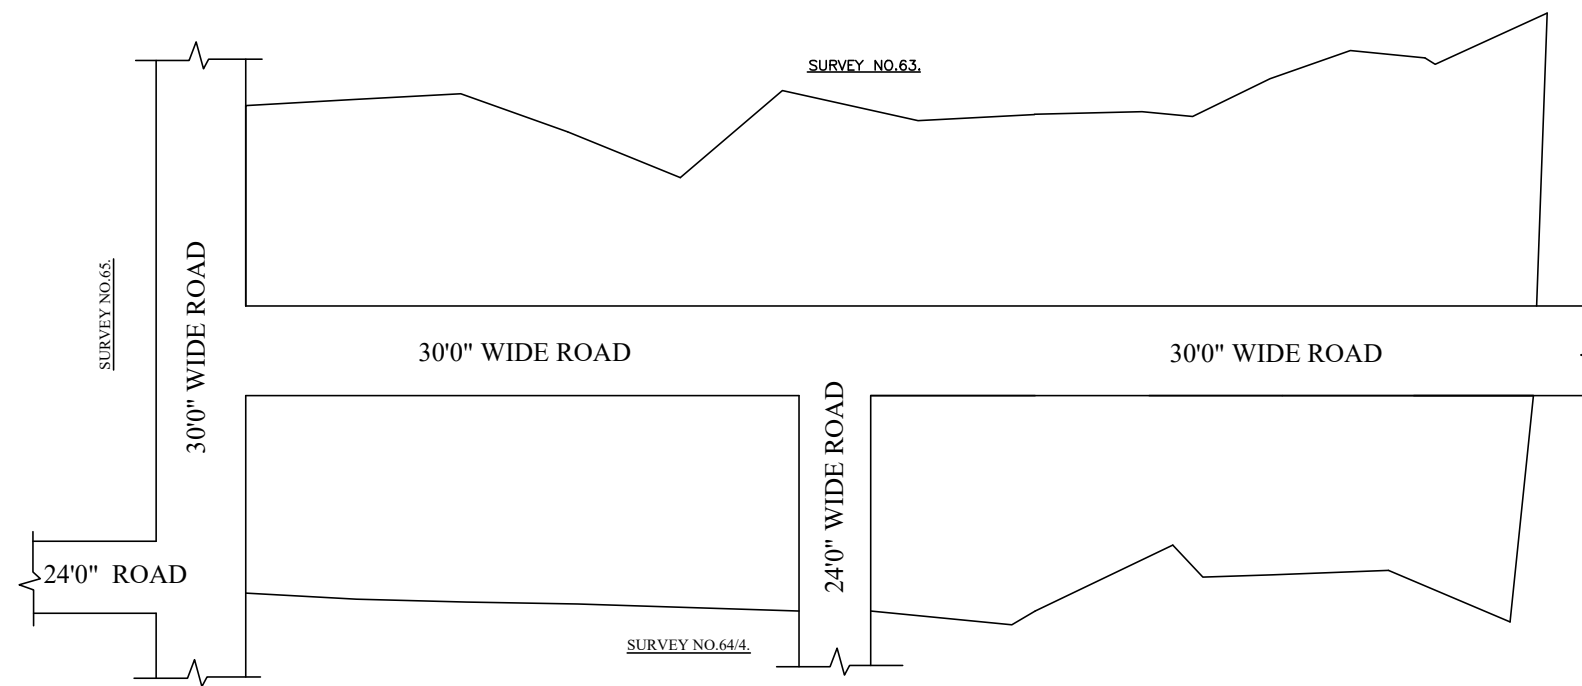 SURVEY NO.63.
SURVEY NO.65.
30'0" WIDE ROAD
30'0" WIDE ROAD
30'0" WIDE ROAD
24'0" WIDE ROAD
24'0" ROAD
SURVEY NO.64/4.